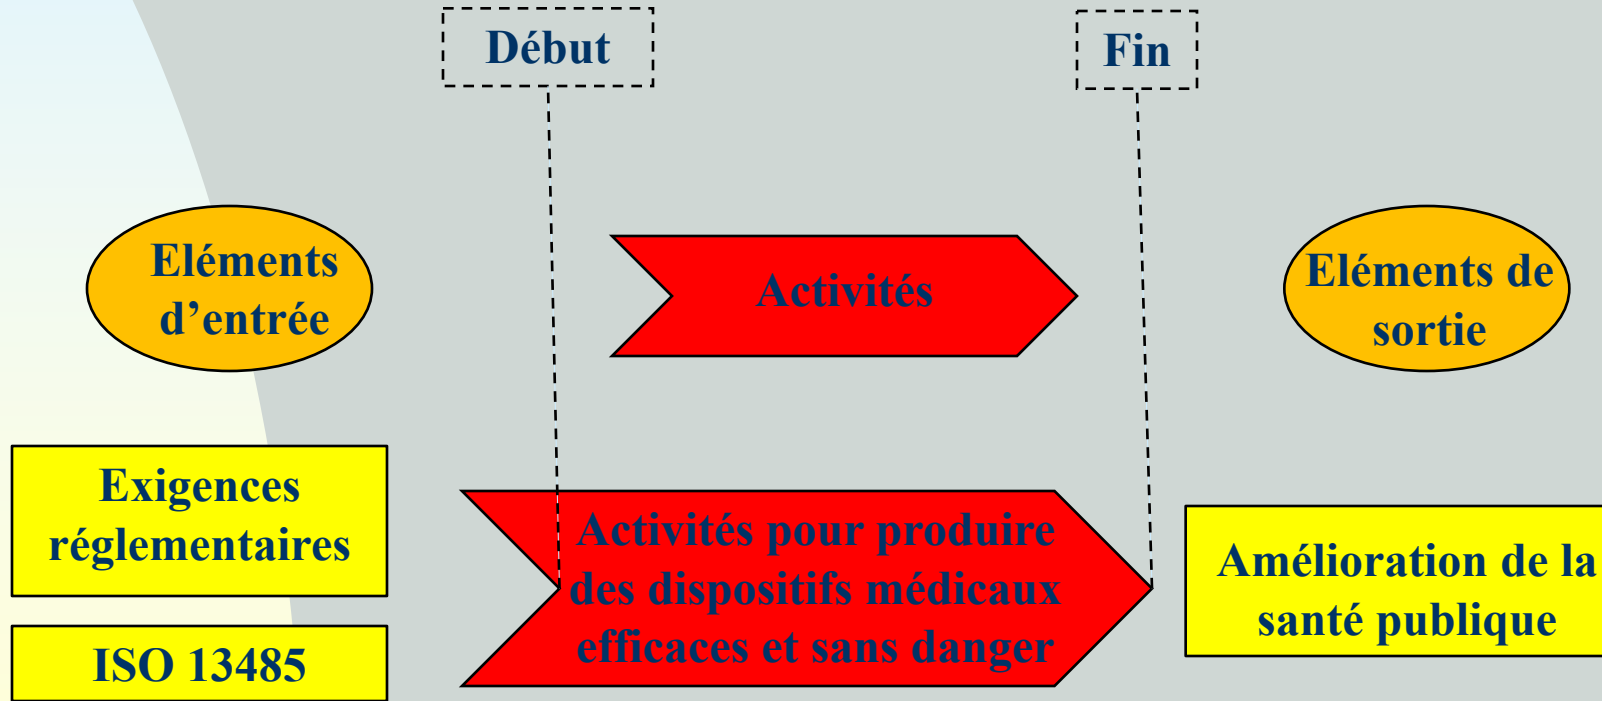 Début
Fin
Eléments
d’entrée
Activités
Eléments de
sortie
Exigences
réglementaires
ISO 13485
Activités pour produire
des dispositifs médicaux
efficaces et sans danger
Amélioration de la
santé publique